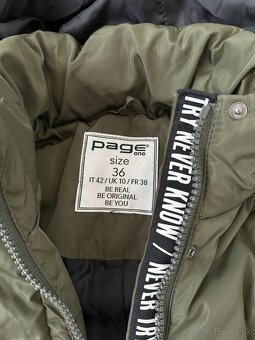 page
one
size
36
IT 42 / UK 10 / FR 38
BE REAL
BE ORIGINAL
BE YOU
TRY NEVER KNOW / NEVER TRY
sk